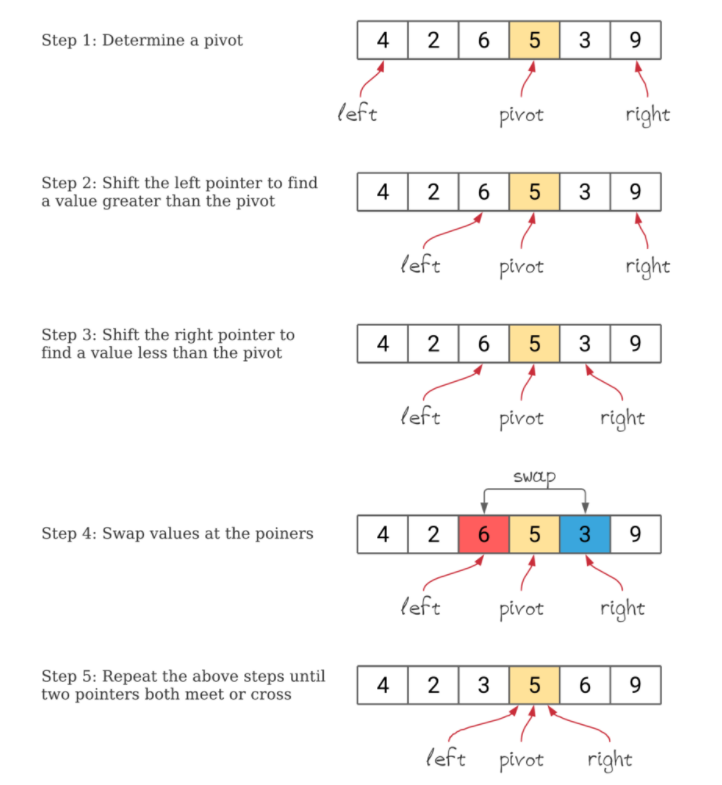 Step 1: Determine a pivot
4 2 6 5 3 9
left pivot right
Step 2: Shift the left pointer to find
a value greater than the pivot
4 2 6 5 3 9
left pivot right
Step 3: Shift the right pointer to
find a value less than the pivot
4 2 6 5 3 9
left pivot right
swap
Step 4: Swap values at the poiners
4 2 6 5 3 9
left pivot right
Step 5: Repeat the above steps until
two pointers both meet or cross
4 2 3 5 6 9
left pivot right